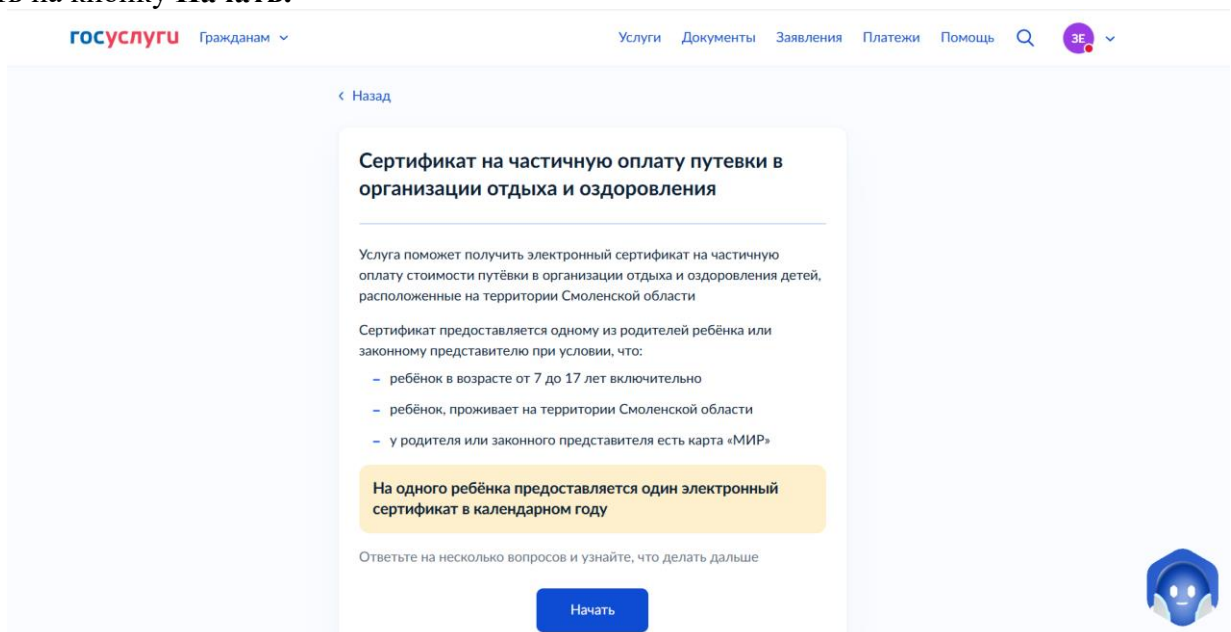 на кнопку Начать.
госуслуги Гражданам Услуги Документы Заявления Платежи Помощь ЗЕ
Назад
Сертификат на частичную оплату путевки в
организации отдыха и оздоровления
Услуга поможет получить электронный сертификат на частичную
оплату стоимости путёвки в организации отдыха и оздоровления детей,
расположенные на территории Смоленской области
Сертификат предоставляется одному из родителей ребёнка или
законному представителю при условии, что:
– ребёнок в возрасте от 7 до 17 лет включительно
– ребёнок, проживает на территории Смоленской области
– у родителя или законного представителя есть карта «МИР»
На одного ребёнка предоставляется один электронный
сертификат в календарном году
Ответьте на несколько вопросов и узнайте, что делать дальше
Начать